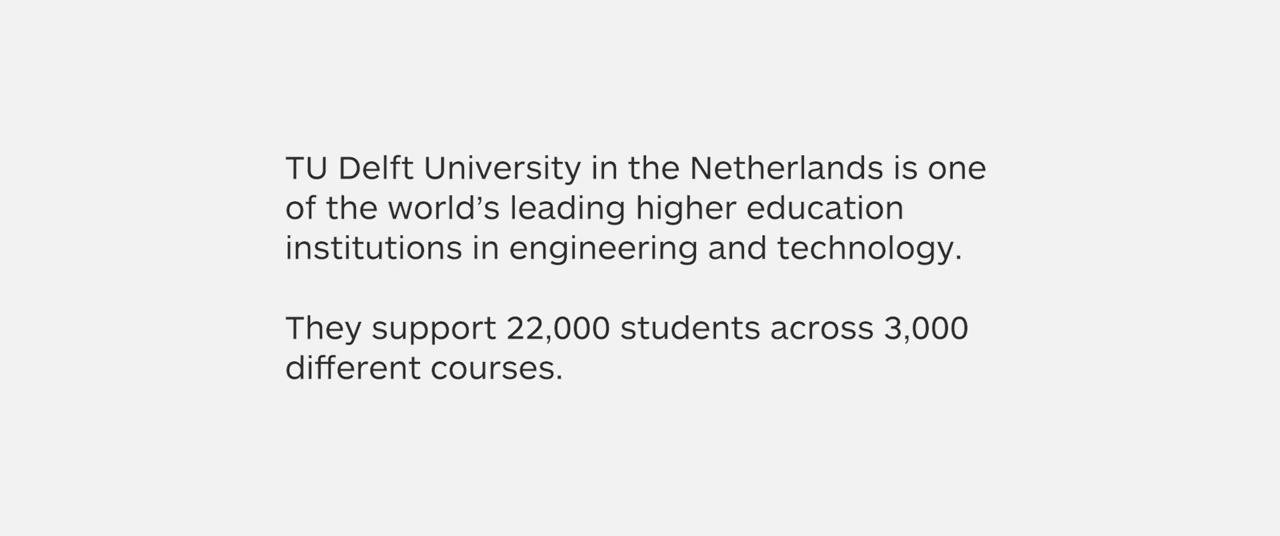 TU Delft University in the Netherlands is one
of the world’s leading higher education
institutions in engineering and technology.
They support 22,000 students across 3,000
different courses.